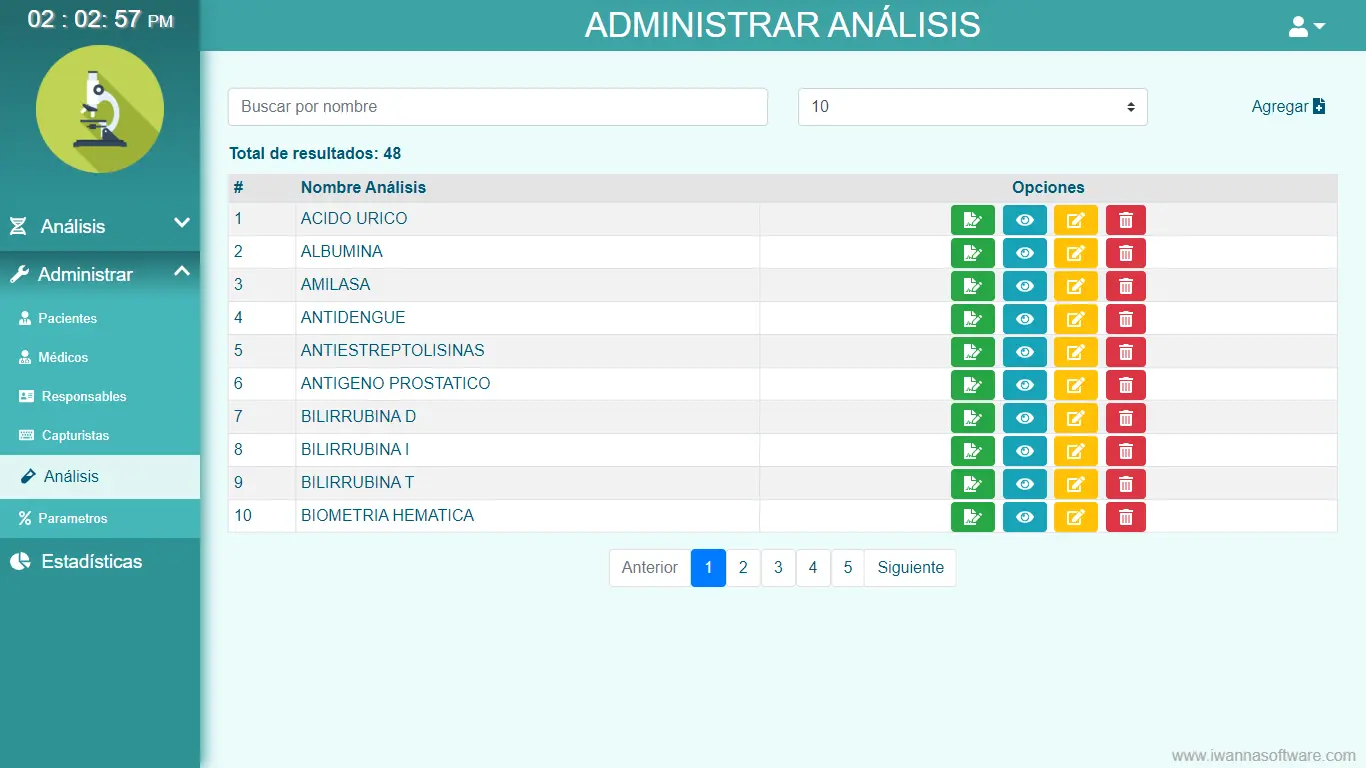 02 : 02: 57 PM
ADMINISTRAR ANÁLISIS
Análisis
Administrar
Pacientes
Médicos
Responsables
Capturistas
Análisis
Parametros
Estadísticas
Buscar por nombre
10
Agregar
Total de resultados: 48
# Nombre Análisis Opciones
1 ACIDO URICO
2 ALBUMINA
3 AMILASA
4 ANTIDENGUE
5 ANTIESTREPTOLISINAS
6 ANTIGENO PROSTATICO
7 BILIRRUBINA D
8 BILIRRUBINA I
9 BILIRRUBINA T
10 BIOMETRIA HEMATICA
Anterior 1 2 3 4 5 Siguiente
www.iwannasoftware.com